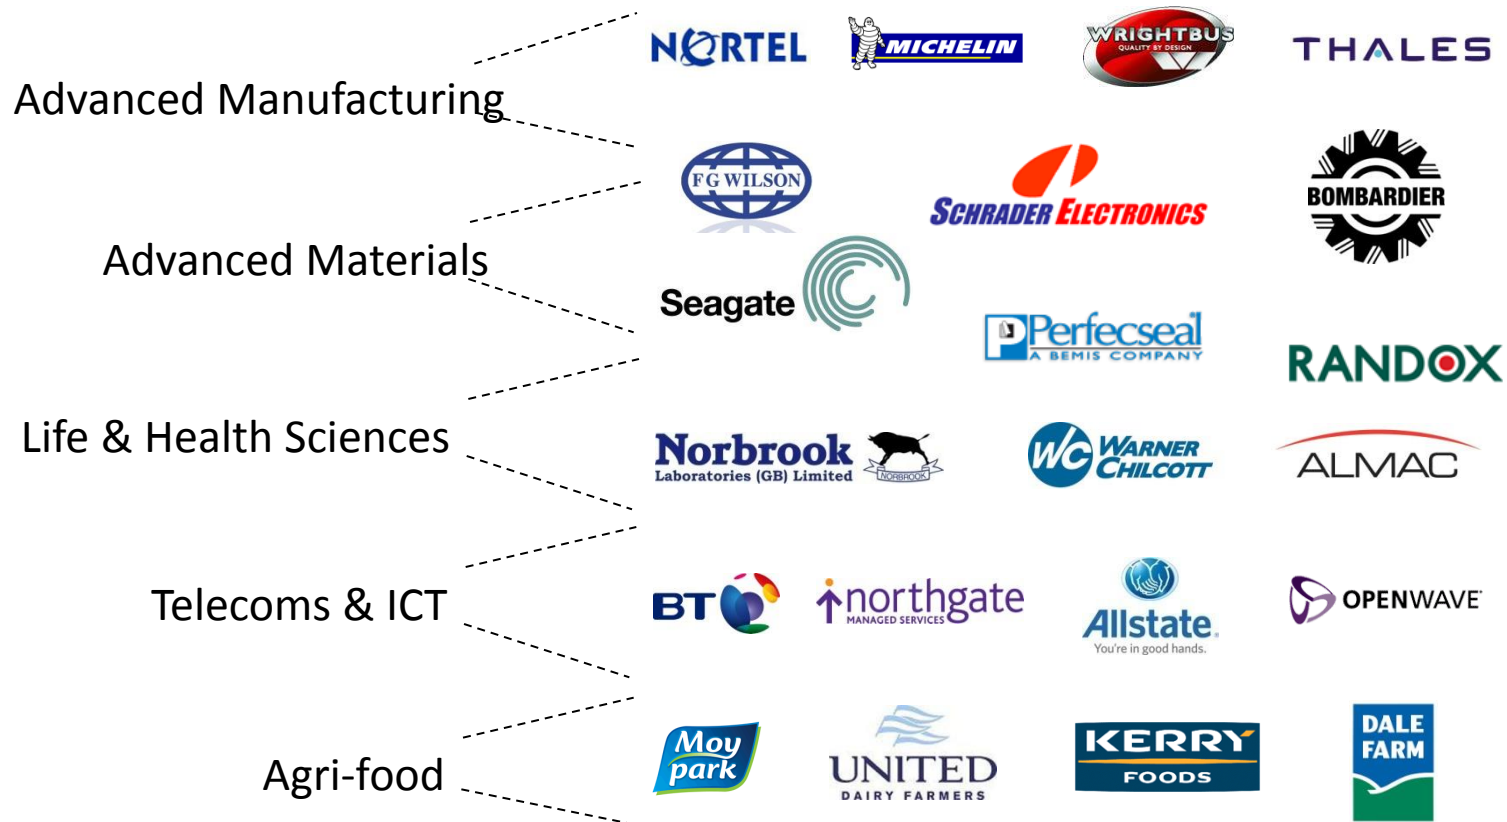 Advanced Manufacturing
NORTEL
MICHELIN
WRIGHTBUS
QUALITY BY DESIGN
THALES
FG WILSON
SCHRADER ELECTRONICS
BOMBARDIER
Advanced Materials
Seagate
Perfecseal
A BEMIS COMPANY
RANDOX
Life & Health Sciences
Norbrook
Laboratories (GB) Limited
NORBROOK
WC WARNER
CHILCOTT
ALMAC
Telecoms & ICT
BT
northgate
MANAGED SERVICES
Allstate.
You're in good hands.
OPENWAVE
Agri-food
Moy
park
UNITED
DAIRY FARMERS
KERRY
FOODS
DALE
FARM